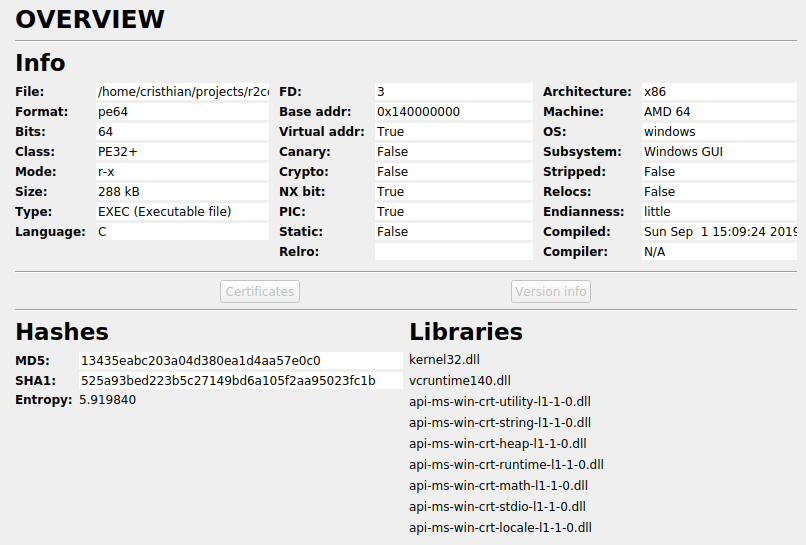 OVERVIEW
Info
File: /home/cristhian/projects/r2c FD: 3 Architecture: x86
Format: pe64 Base addr: 0x140000000 Machine: AMD 64
Bits: 64 Virtual addr: True OS: windows
Class: PE32+ Canary: False Subsystem: Windows GUI
Mode: r-x Crypto: False Stripped: False
Size: 288 kB NX bit: True Relocs: False
Type: EXEC (Executable file) PIC: True Endianness: little
Language: C Static: False Compiled: Sun Sep 1 15:09:24 2019
Relro: Compiler: N/A
Certificates Version info
Hashes Libraries
MD5: 13435eabc203a04d380ea1d4aa57e0c0 kernel32.dll
SHA1: 525a93bed223b5c27149bd6a105f2aa95023fc1b vcruntime140.dll
Entropy: 5.919840 api-ms-win-crt-utility-l1-1-0.dll
api-ms-win-crt-string-l1-1-0.dll
api-ms-win-crt-heap-l1-1-0.dll
api-ms-win-crt-runtime-l1-1-0.dll
api-ms-win-crt-math-l1-1-0.dll
api-ms-win-crt-stdio-l1-1-0.dll
api-ms-win-crt-locale-l1-1-0.dll